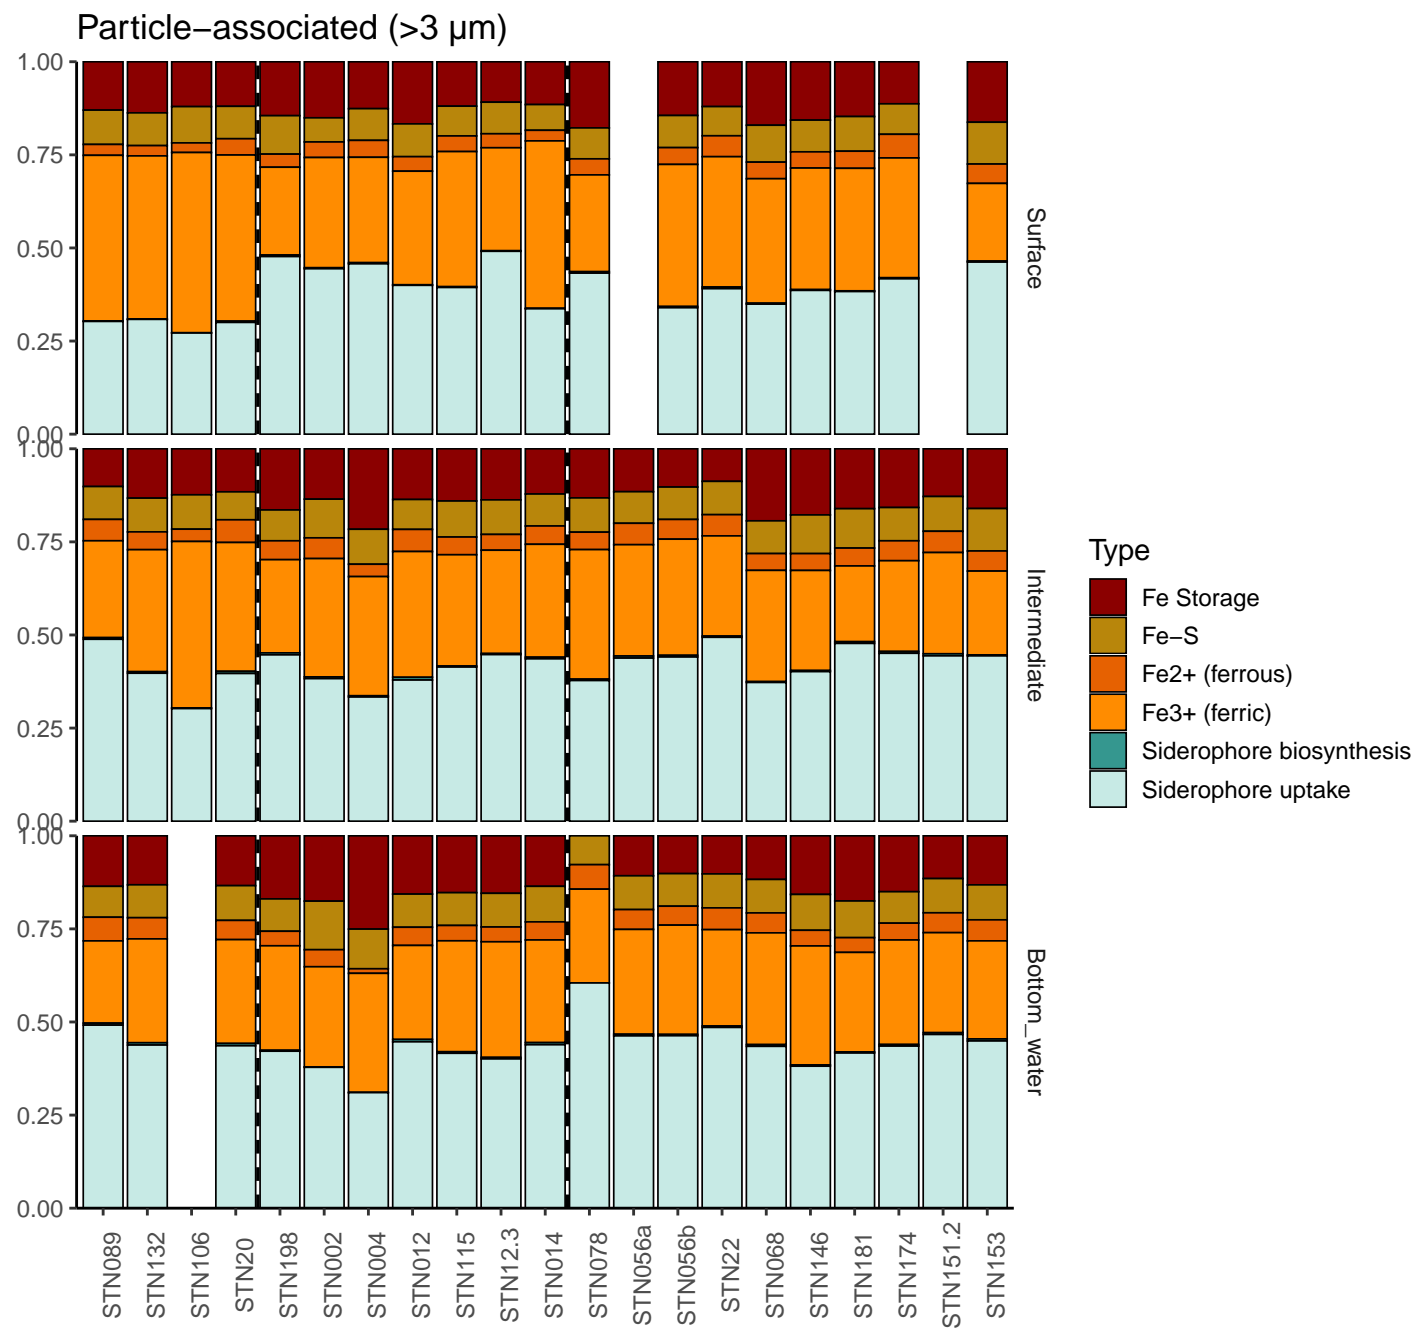 Particle−associated (>3 µm)
1.00
0.75
0.50
0.25
0.00
Surface
1.00
0.75
0.50
0.25
0.00
Intermediate
1.00
0.75
0.50
0.25
0.00
Bottom_water
STN089
STN132
STN106
STN20
STN198
STN002
STN004
STN012
STN115
STN12.3
STN014
STN078
STN056a
STN056b
STN22
STN068
STN146
STN181
STN174
STN151.2
STN153
Type
Fe Storage
Fe−S
Fe2+ (ferrous)
Fe3+ (ferric)
Siderophore biosynthesis
Siderophore uptake